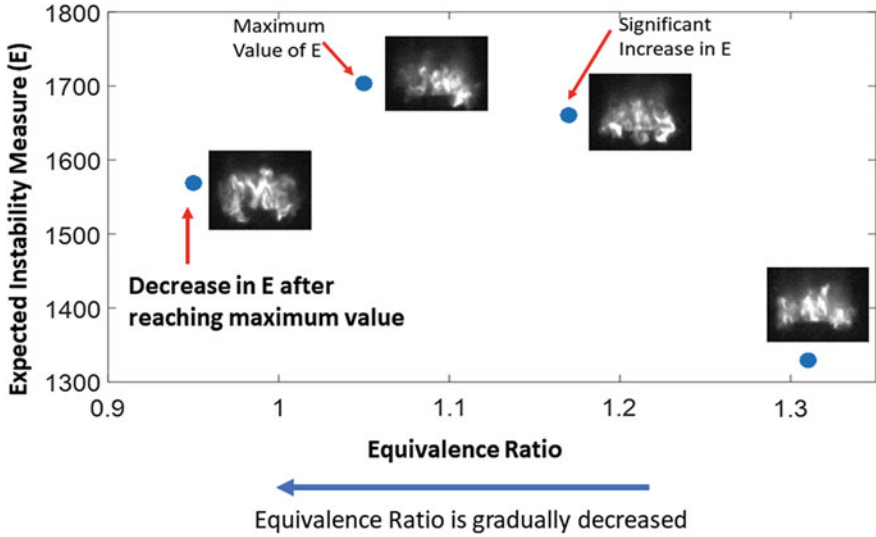 Expected Instability Measure (E)
1800
1700
1600
1500
1400
1300
Maximum
Value of E
Significant
Increase in E
Decrease in E after
reaching maximum value
0.9
1
1.1
1.2
1.3
Equivalence Ratio
Equivalence Ratio is gradually decreased